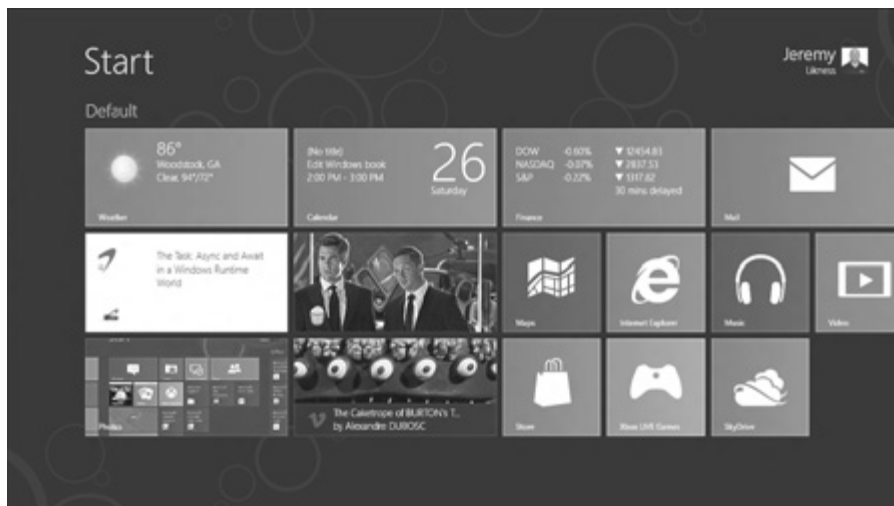 Start
Jeremy
Likness
Default
86°
Woodstock, GA
Clear, 94°/72°
Weather
(No title)
Edit Windows book
2:00 PM - 3:00 PM
26
Saturday
Calendar
DOW -0.60% ▼ 12454.83
NASDAQ -0.07% ▼ 2837.53
S&P -0.22% ▼ 1317.82
30 mins delayed
Finance
Mail
The Task: Async and Await
in a Windows Runtime
World
Maps
Internet Explorer
Music
Video
Photos
The Caketrope of BURTON's T...
by Alexandre DUBOSC
Store
Xbox LIVE Games
SkyDrive